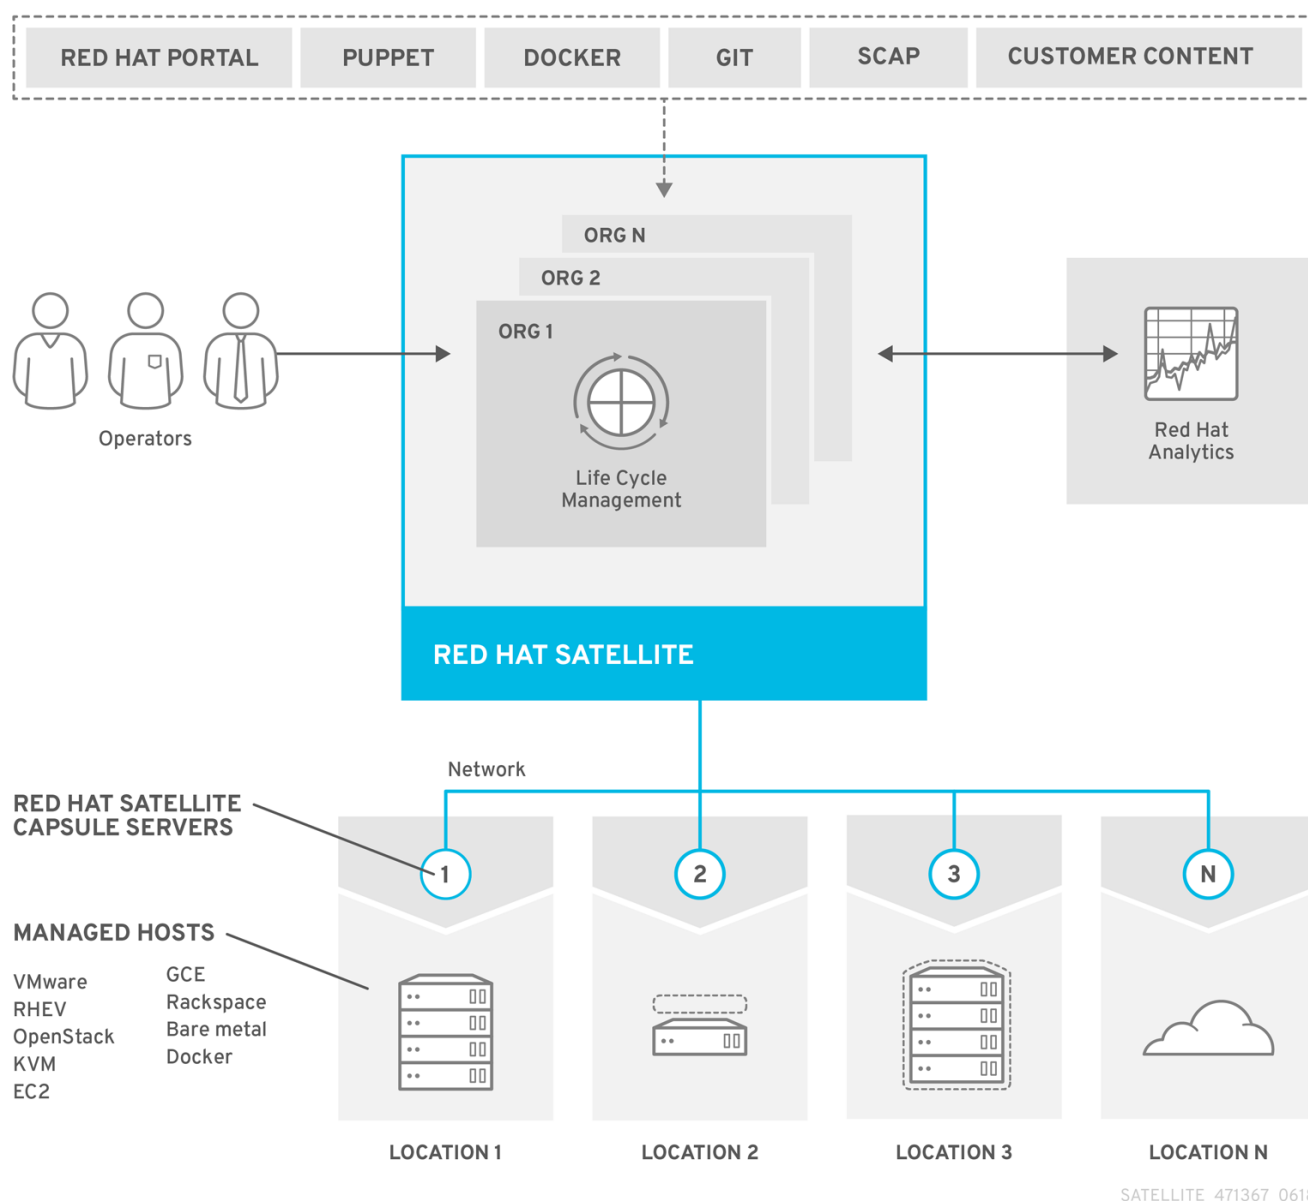 RED HAT PORTAL
PUPPET
DOCKER
GIT
SCAP
CUSTOMER CONTENT
ORG N
ORG 2
ORG 1
Life Cycle
Management
Operators
Red Hat
Analytics
RED HAT SATELLITE
Network
RED HAT SATELLITE
CAPSULE SERVERS
1
2
3
N
MANAGED HOSTS
VMware
RHEV
OpenStack
KVM
EC2
GCE
Rackspace
Bare metal
Docker
LOCATION 1
LOCATION 2
LOCATION 3
LOCATION N
SATELLITE_471367_0618